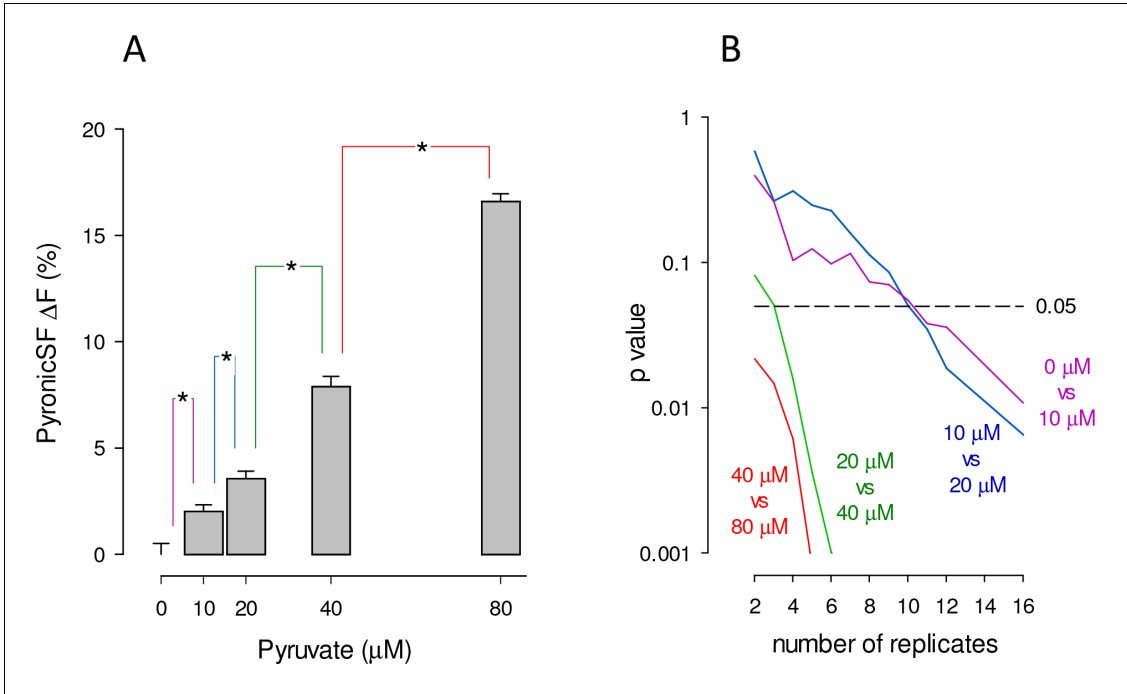 A
B
20
15
10
5
0
PyronicSF ΔF (%)
*
*
*
*
0
10
20
40
80
Pyruvate (μM)
1
0.1
0.01
0.001
p value
0.05
0 μM
vs
10 μM
10 μM
vs
20 μM
20 μM
vs
40 μM
40 μM
vs
80 μM
2
4
6
8
10
12
14
16
number of replicates